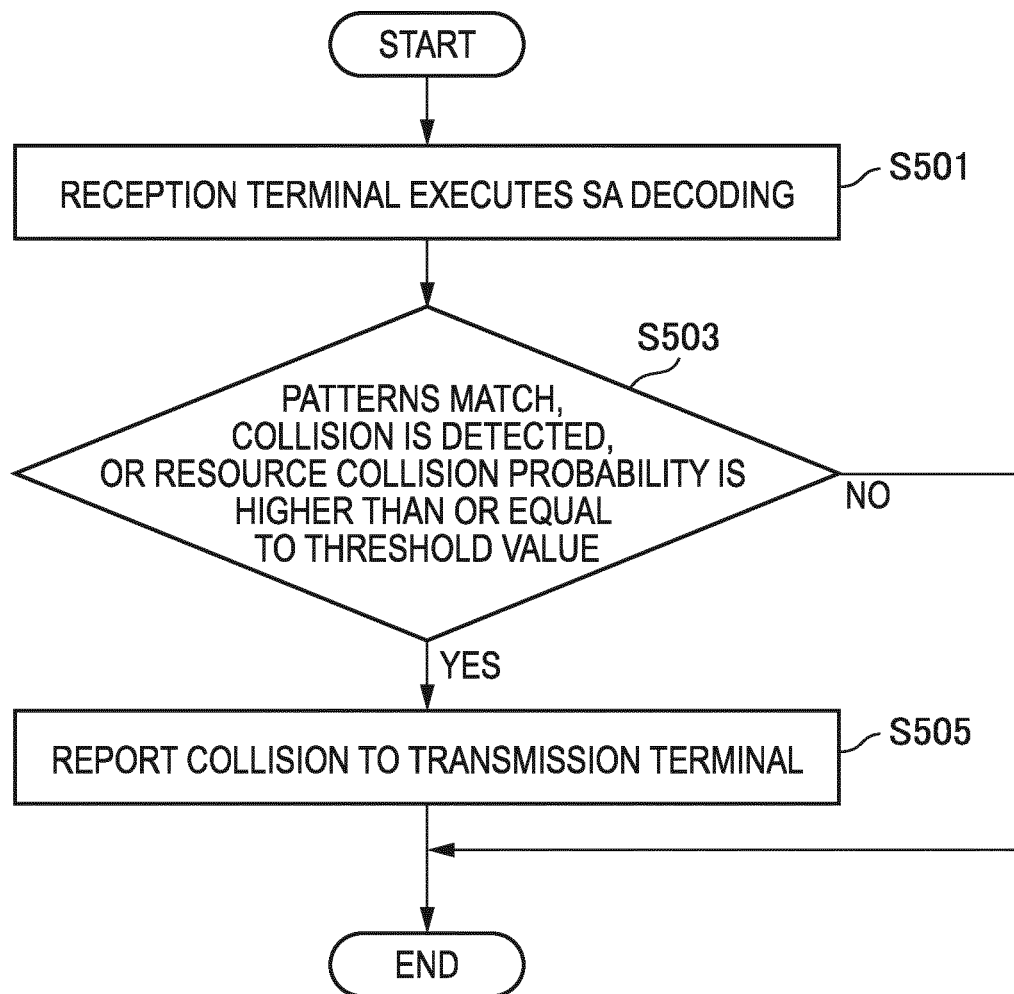 START
RECEPTION TERMINAL EXECUTES SA DECODING
S501
S503
PATTERNS MATCH,
COLLISION IS DETECTED,
OR RESOURCE COLLISION PROBABILITY IS
HIGHER THAN OR EQUAL
TO THRESHOLD VALUE
NO
YES
REPORT COLLISION TO TRANSMISSION TERMINAL
S505
END